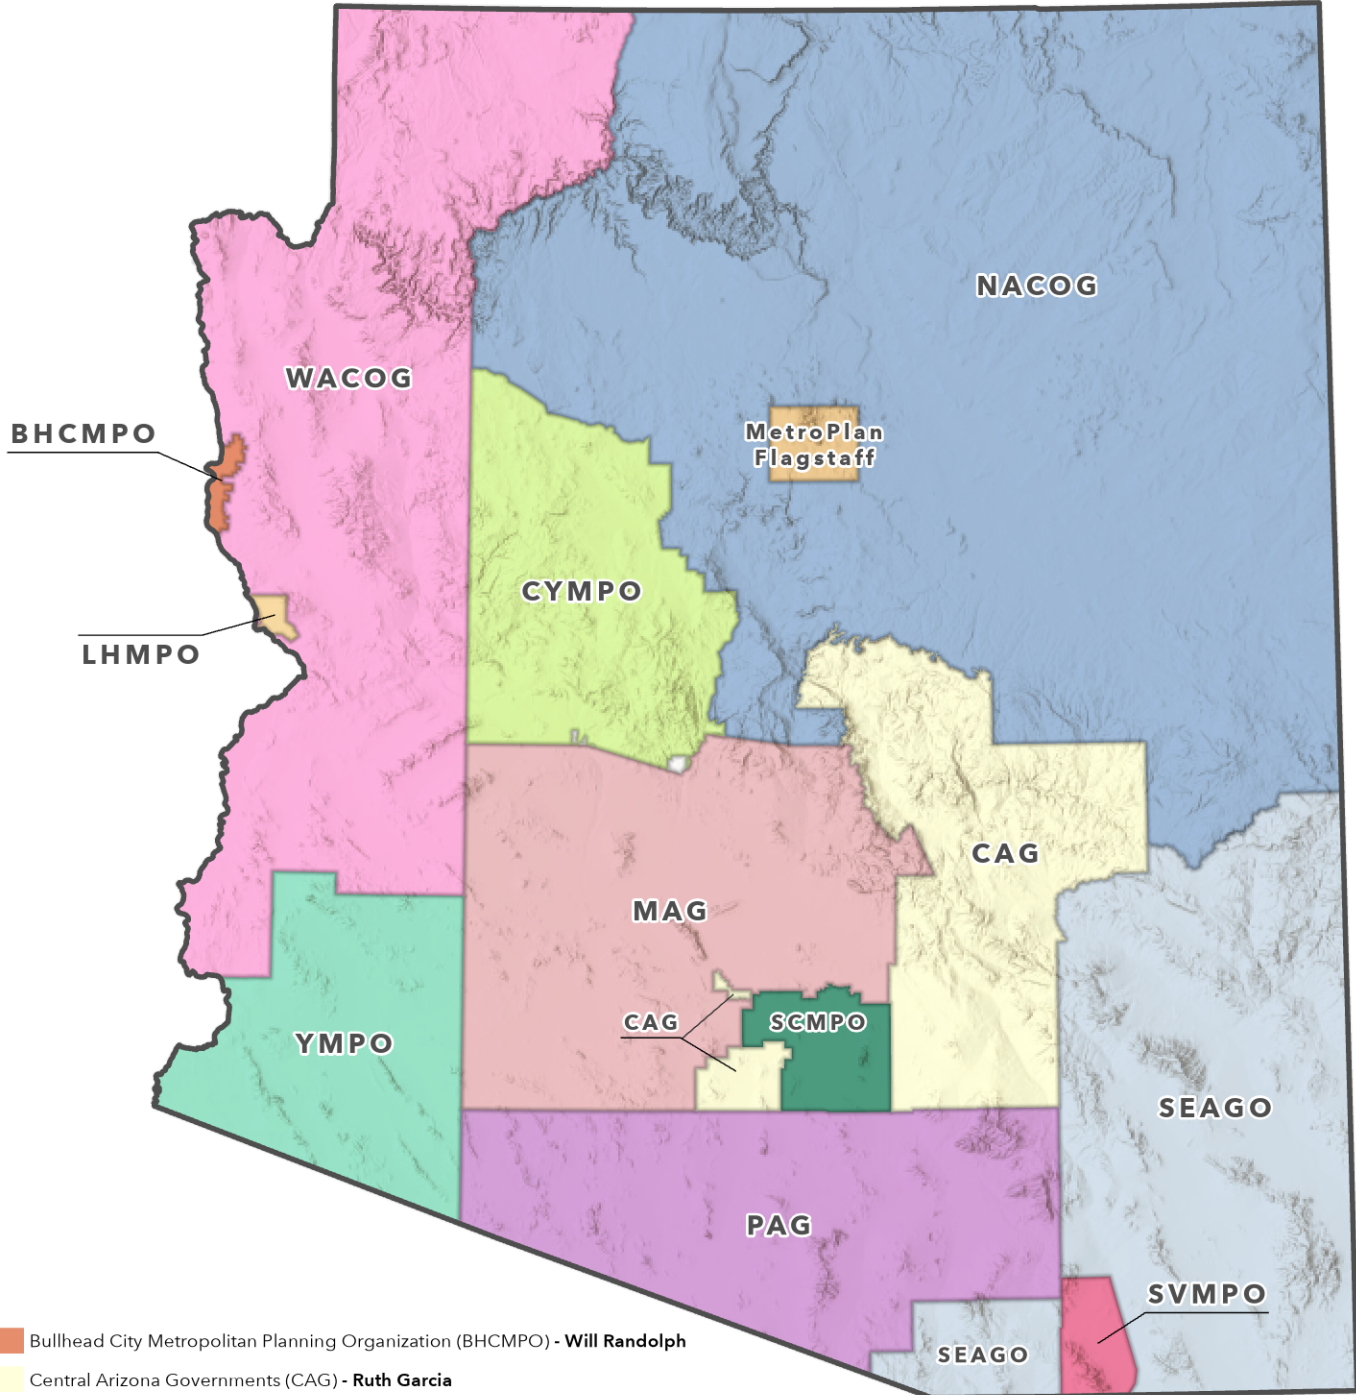 NACOG
WACOG
BHCMPO
MetroPlan
Flagstaff
CYMPO
LHMPO
CAG
MAG
CAG
SCMPO
YMPO
SEAGO
PAG
SVMPO
SEAGO
Bullhead City Metropolitan Planning Organization (BHCMPO) - Will Randolph
Central Arizona Governments (CAG) - Ruth Garcia